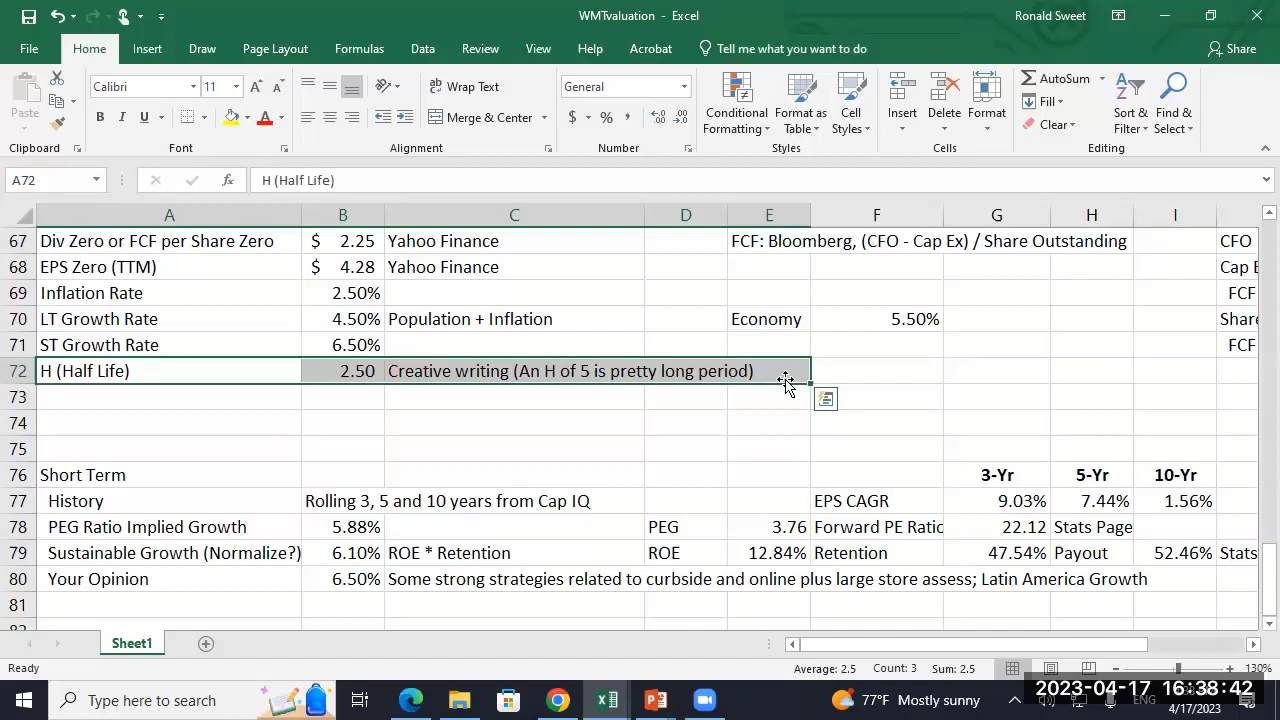 WMTvaluation - Excel
Ronald Sweet
File Home Insert Draw Page Layout Formulas Data Review View Help Acrobat Tell me what you want to do Share
Paste
Calibri 11
B I U
A A
ab Wrap Text
Merge & Center
General
$ % ,
Conditional Formatting
Format as Table
Cell Styles
Insert
Delete
Format
AutoSum
Fill
Clear
Sort & Filter
Find & Select
Clipboard Font Alignment Number Styles Cells Editing
A72 fx H (Half Life)
A B C D E F G H I
67 Div Zero or FCF per Share Zero $ 2.25 Yahoo Finance FCF: Bloomberg, (CFO - Cap Ex) / Share Outstanding CFO
68 EPS Zero (TTM) $ 4.28 Yahoo Finance Cap E
69 Inflation Rate 2.50% FCF
70 LT Growth Rate 4.50% Population + Inflation Economy 5.50% Share
71 ST Growth Rate 6.50% FCF
72 H (Half Life) 2.50 Creative writing (An H of 5 is pretty long period)
73
74
75
76 Short Term 3-Yr 5-Yr 10-Yr
77 History Rolling 3, 5 and 10 years from Cap IQ EPS CAGR 9.03% 7.44% 1.56%
78 PEG Ratio Implied Growth 5.88% PEG 3.76 Forward PE Ratio 22.12 Stats Page
79 Sustainable Growth (Normalize?) 6.10% ROE * Retention ROE 12.84% Retention 47.54% Payout 52.46% Stats
80 Your Opinion 6.50% Some strong strategies related to curbside and online plus large store assess; Latin America Growth
81
Sheet1
Ready Average: 2.5 Count: 3 Sum: 2.5 130%
Type here to search
77°F Mostly sunny
ENG
2023-04-17 16:38:42
4/17/2023